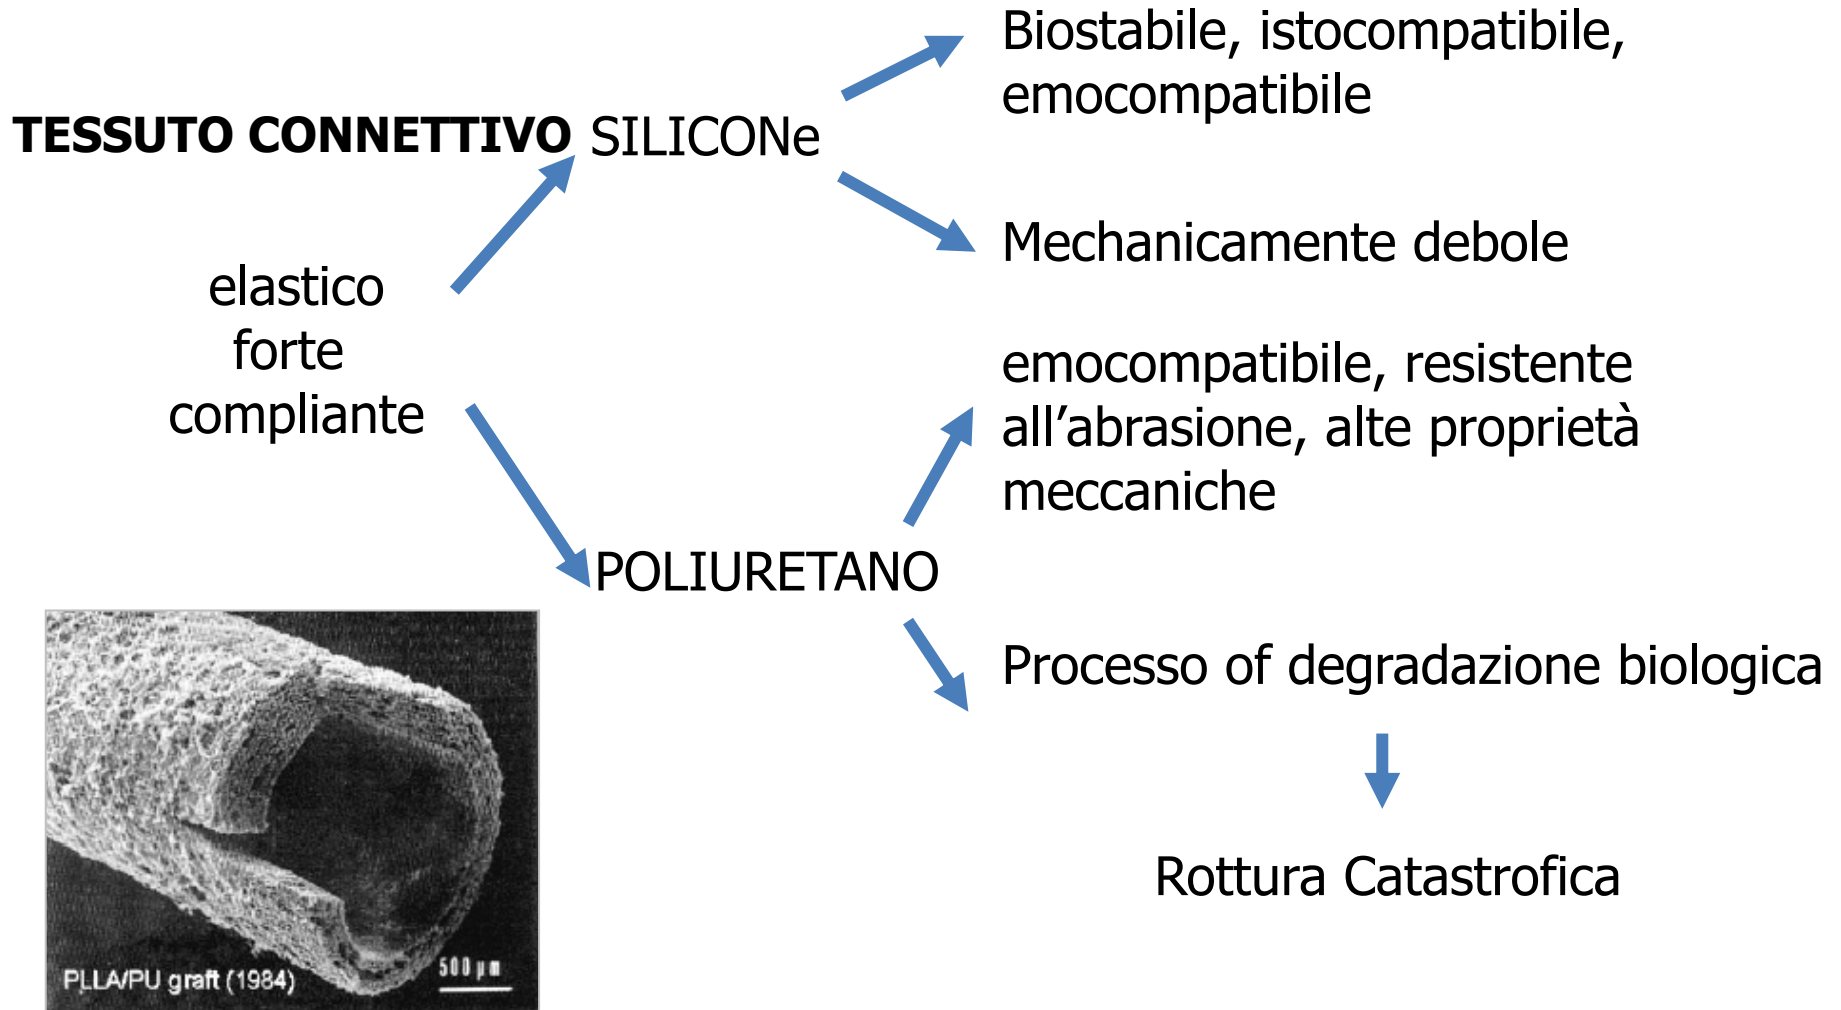 TESSUTO CONNETTIVO
elastico
forte
compliante
SILICONe
Biostabile, istocompatibile,
emocompatibile
Mechanicamente debole
POLIURETANO
emocompatibile, resistente
all’abrasione, alte proprietà
meccaniche
Processo of degradazione biologica
Rottura Catastrofica
PLLA/PU graft (1984)
500 µm